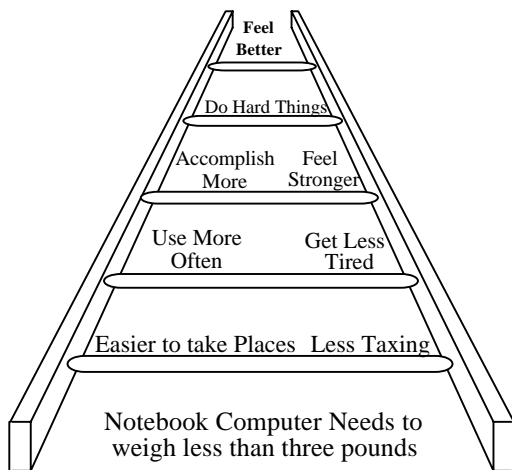 Feel
Better
Do Hard Things
Accomplish More
Feel Stronger
Use More Often
Get Less Tired
Easier to take Places
Less Taxing
Notebook Computer Needs to
weigh less than three pounds